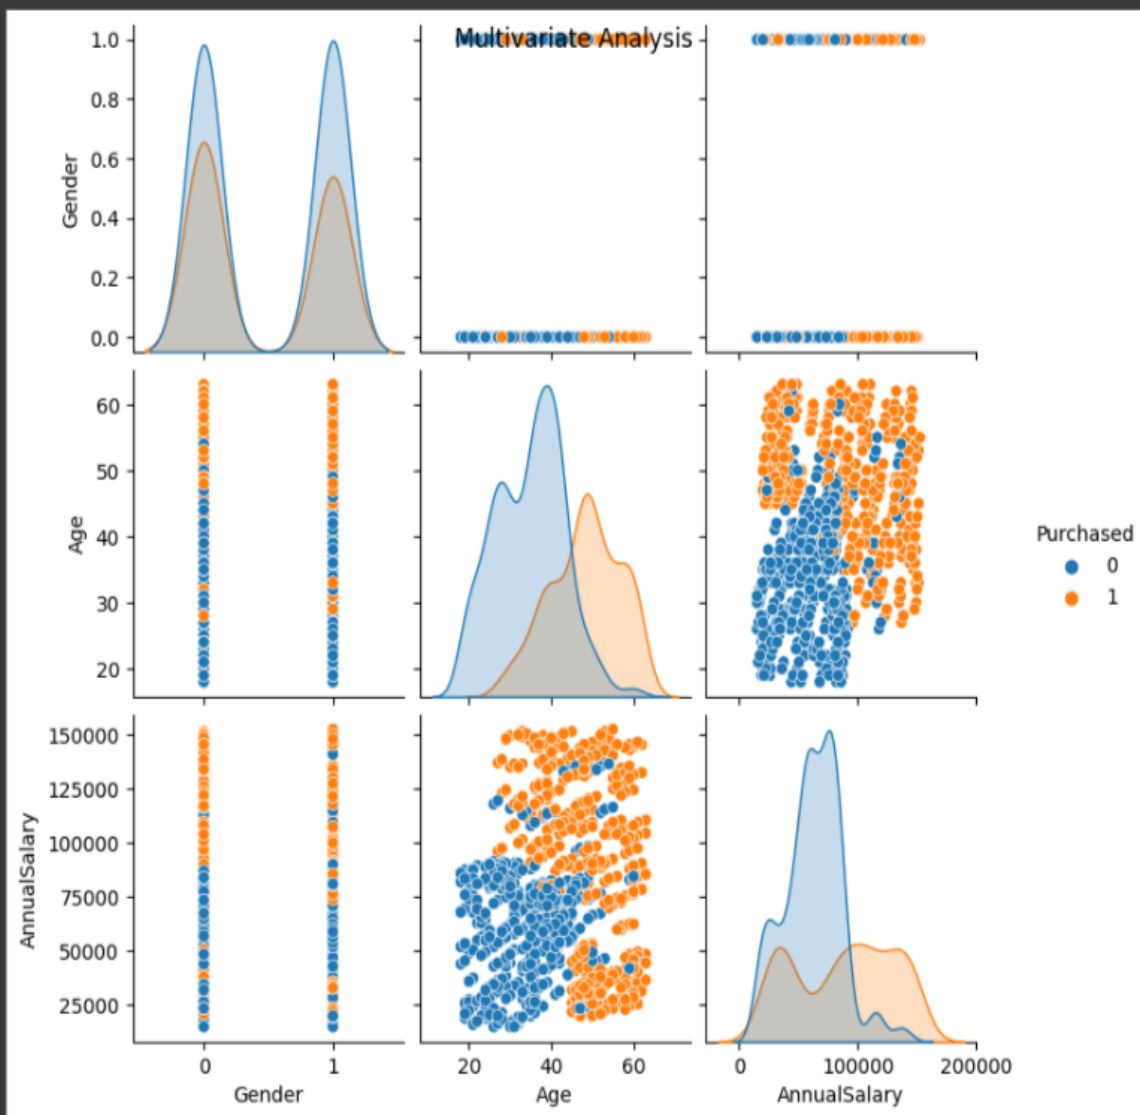 Multivariate Analysis
1.0
0.8
0.6
0.4
0.2
0.0
Gender
60
50
40
30
20
Age
Purchased
0
1
150000
125000
100000
75000
50000
25000
AnnualSalary
0 1 20 40 60 0 100000 200000
Gender Age AnnualSalary